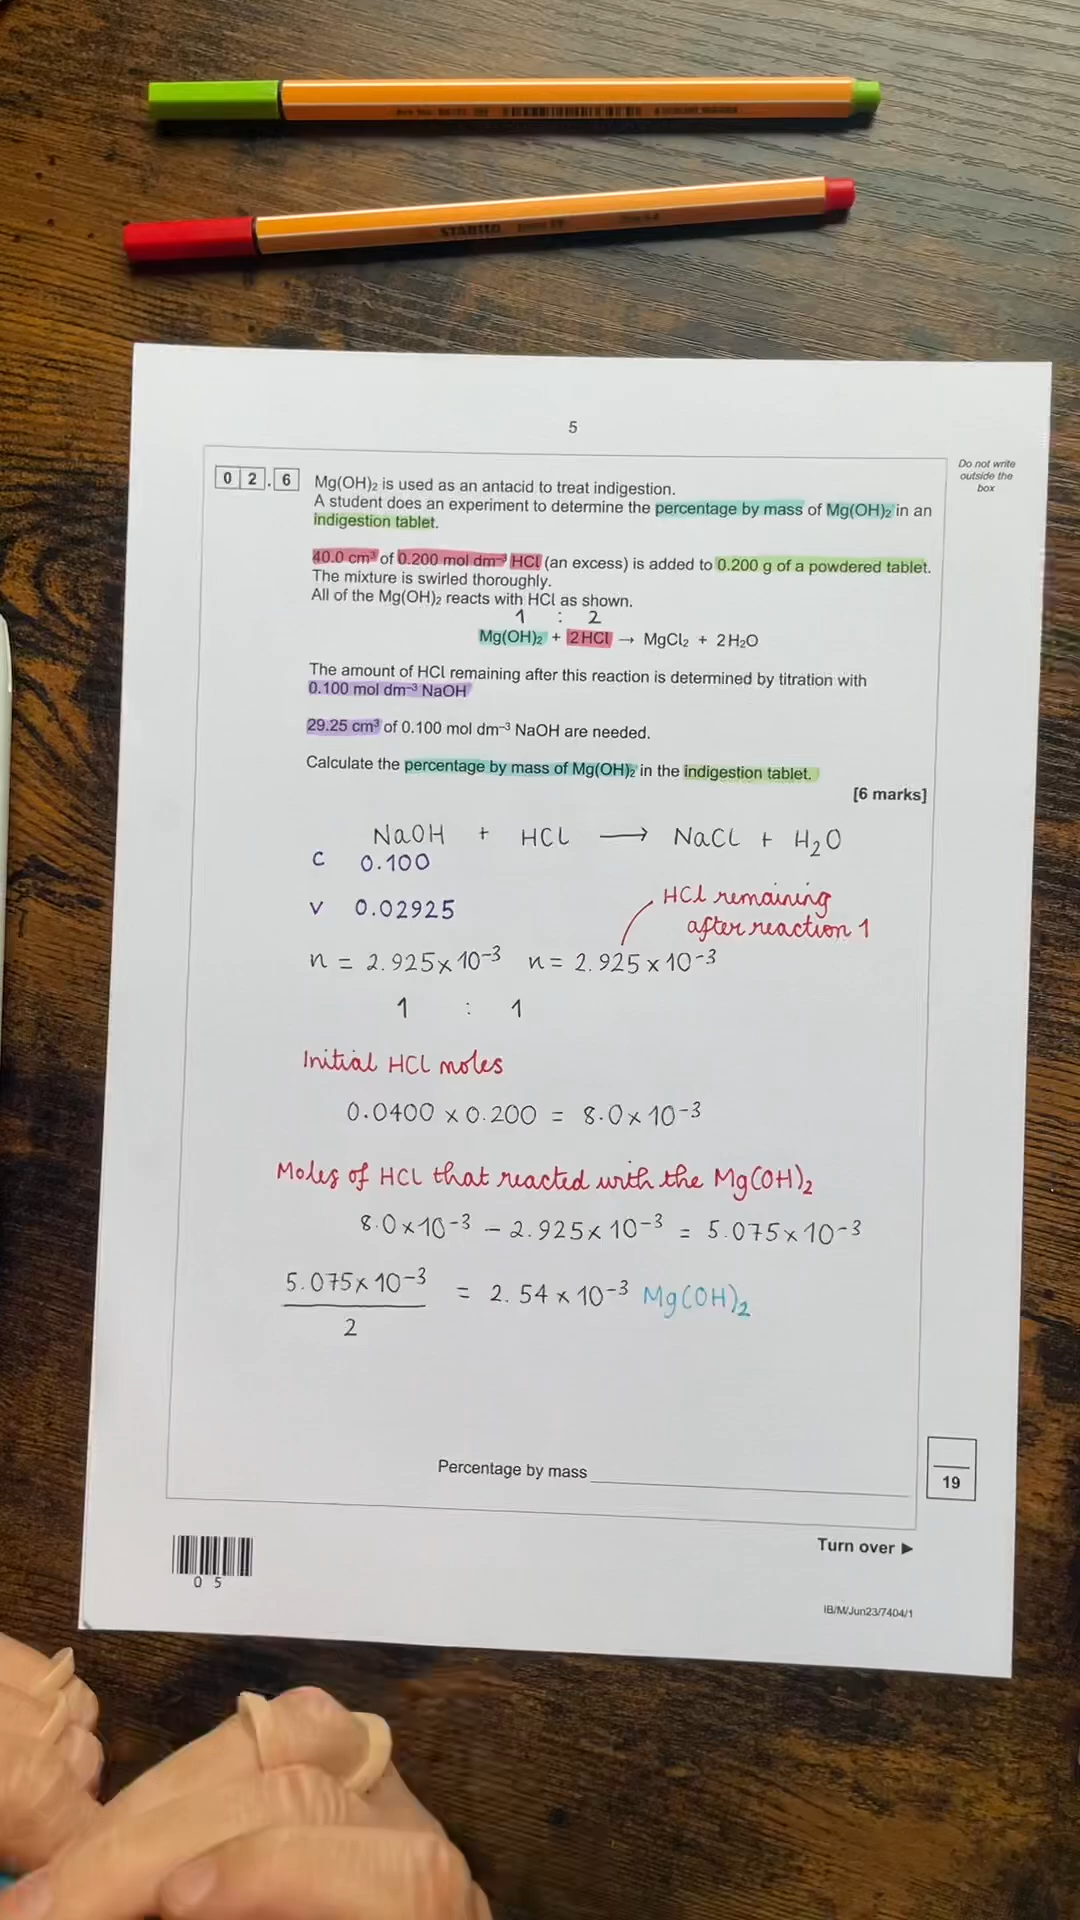 STABILO
5
Do not write
outside the
box
0 2 . 6 Mg(OH)₂ is used as an antacid to treat indigestion.
A student does an experiment to determine the percentage by mass of Mg(OH)₂ in an
indigestion tablet.
40.0 cm³ of 0.200 mol dm⁻³ HCl (an excess) is added to 0.200 g of a powdered tablet.
The mixture is swirled thoroughly.
All of the Mg(OH)₂ reacts with HCl as shown.
1 : 2
Mg(OH)₂ + 2HCl → MgCl₂ + 2H₂O
The amount of HCl remaining after this reaction is determined by titration with
0.100 mol dm⁻³ NaOH
29.25 cm³ of 0.100 mol dm⁻³ NaOH are needed.
Calculate the percentage by mass of Mg(OH)₂ in the indigestion tablet.
[6 marks]
NaOH + HCl → NaCl + H₂O
c 0.100
v 0.02925
HCl remaining
after reaction 1
n = 2.925 × 10⁻³ n = 2.925 × 10⁻³
1 : 1
Initial HCl moles
0.0400 × 0.200 = 8.0 × 10⁻³
Moles of HCl that reacted with the Mg(OH)₂
8.0 × 10⁻³ – 2.925 × 10⁻³ = 5.075 × 10⁻³
5.075 × 10⁻³
2
= 2.54 × 10⁻³ Mg(OH)₂
Percentage by mass
19
Turn over ▶
0 5
IB/M/Jun23/7404/1